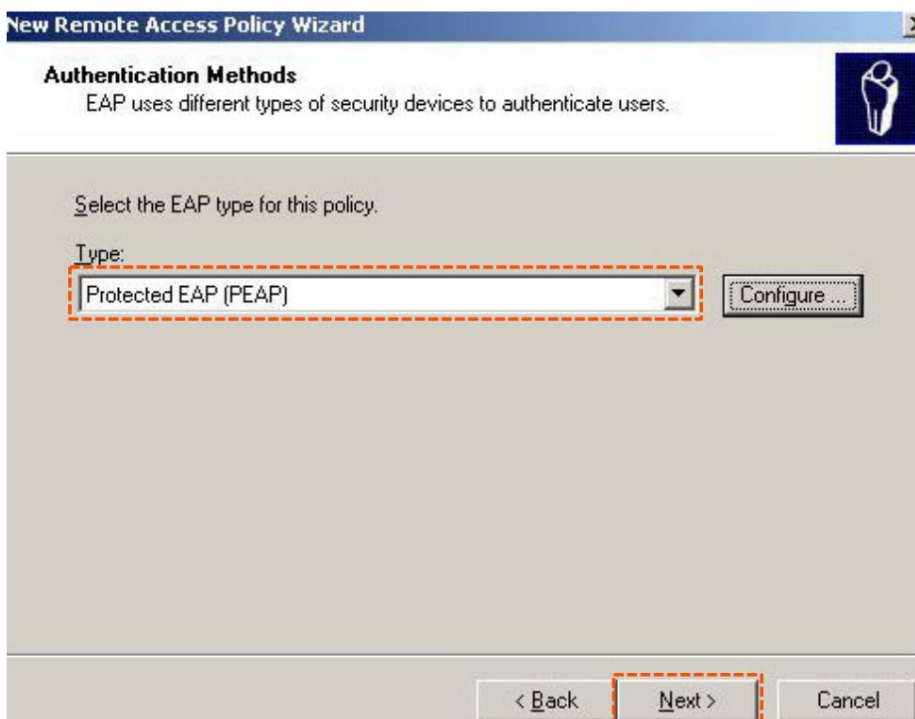 New Remote Access Policy Wizard
Authentication Methods
EAP uses different types of security devices to authenticate users.
Select the EAP type for this policy.
Type:
Protected EAP (PEAP)
Configure ...
< Back
Next >
Cancel